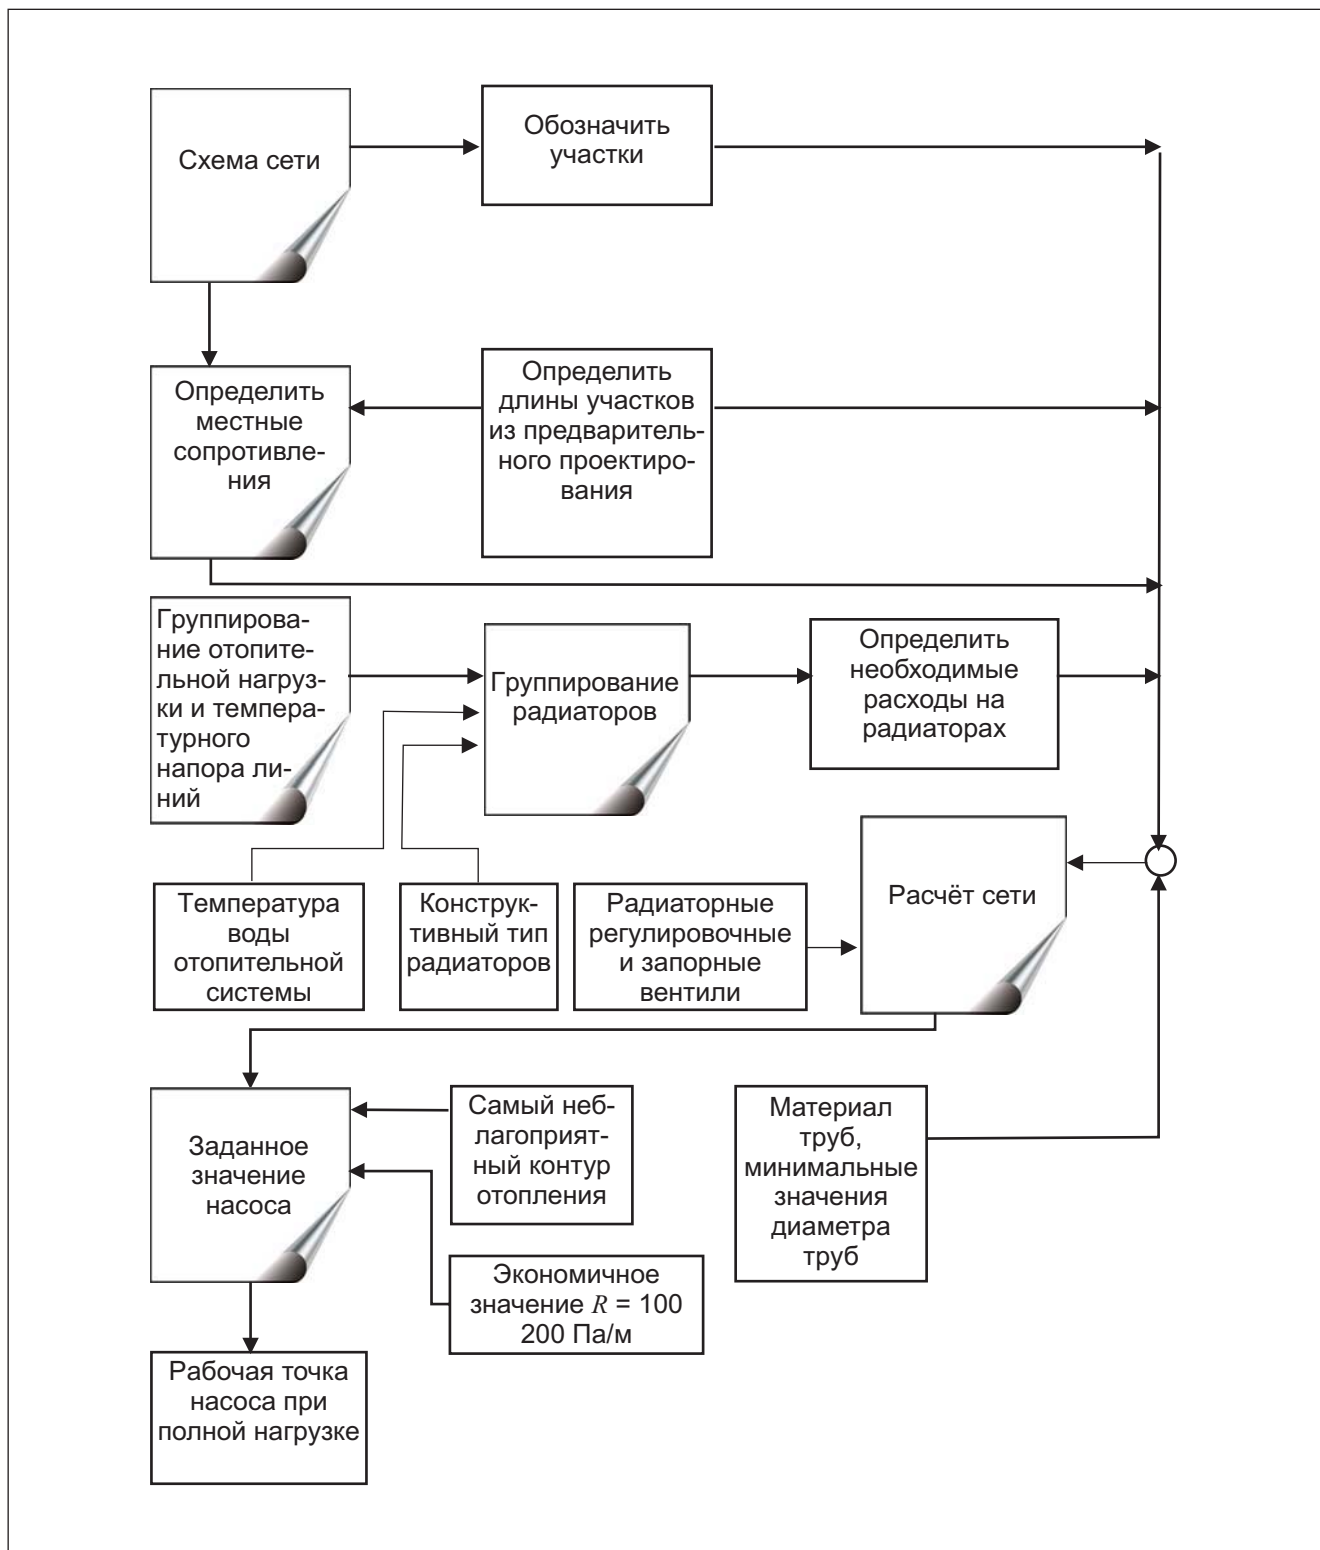 Схема сети
Обозначить
участки
Определить
местные
сопротивле-
ния
Определить
длины участков
из предваритель-
ного проектиро-
вания
Группирова-
ние отопите-
льной нагруз-
ки и темпера-
турного
напора ли-
ний
Группирование
радиаторов
Определить
необходимые
расходы на
радиаторах
Температура
воды
отопительной
системы
Конструк-
тивный тип
радиаторов
Радиаторные
регулировочные
и запорные
вентили
Расчёт сети
Заданное
значение
насоса
Самый неб-
лагоприят-
ный контур
отопления
Материал
труб,
минимальные
значения
диаметра
труб
Экономичное
значение R = 100
200 Па/м
Рабочая точка
насоса при
полной нагрузке